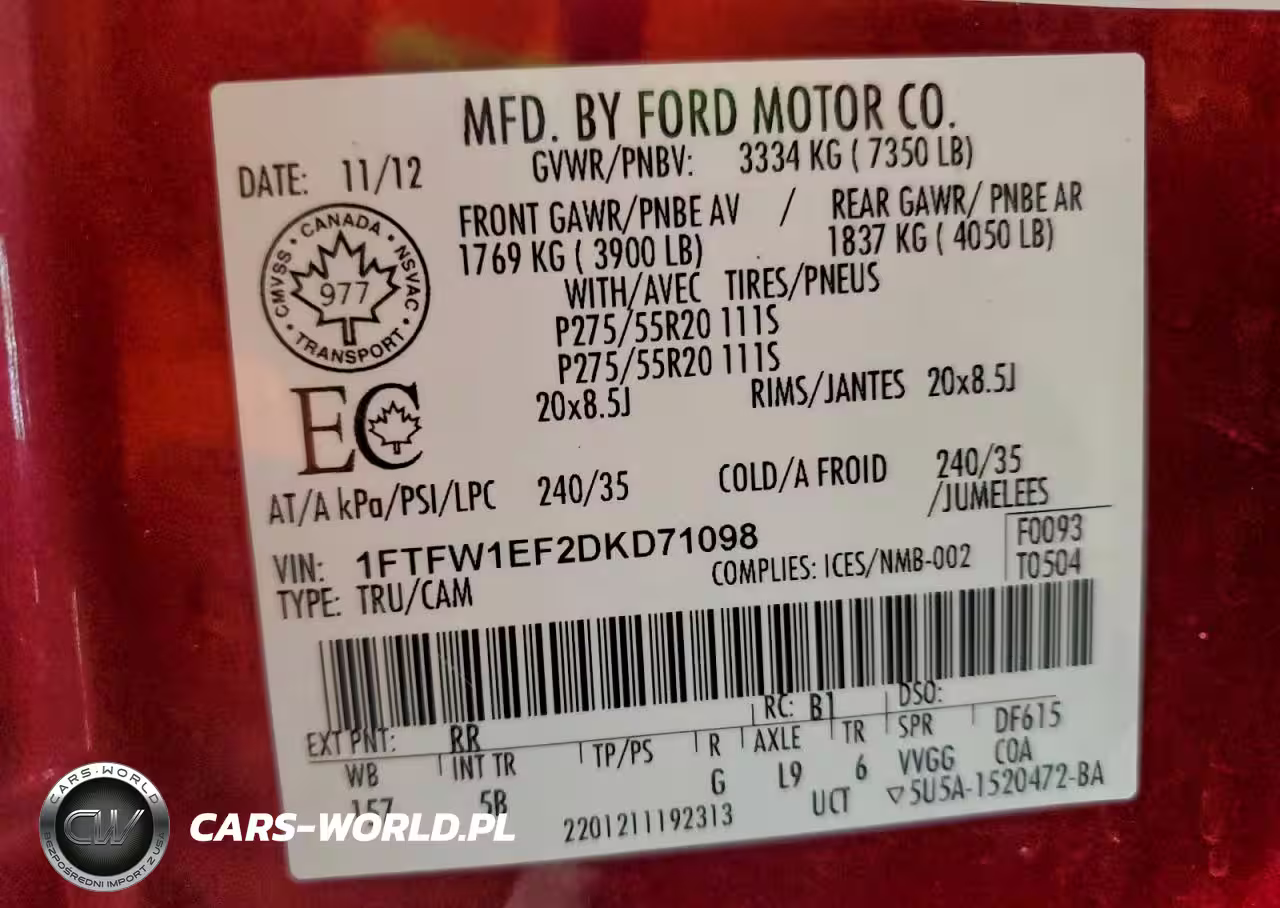 MFD. BY FORD MOTOR CO.
DATE: 11/12
GVWR/PNBV: 3334 KG ( 7350 LB)
FRONT GAWR/PNBE AV / REAR GAWR/ PNBE AR
1769 KG ( 3900 LB) 1837 KG ( 4050 LB)
WITH/AVEC TIRES/PNEUS
P275/55R20 111S
P275/55R20 111S
20x8.5J RIMS/JANTES 20x8.5J
CANADA • NSVAC • TRANSPORT • CMVSS •
977
EC
AT/A kPa/PSI/LPC 240/35 COLD/A FROID 240/35
/JUMELEES
VIN: 1FTFW1EF2DKD71098
F0093
TYPE: TRU/CAM COMPLIES: ICES/NMB-002
T0504
EXT PNT: RR RC: B1 DSO:
WB INT TR TP/PS R AXLE TR SPR DF615
157 5B G L9 6 VVGG COA
2201211192313 UCT ▽5U5A-1520472-BA
CARS-WORLD
CW
BEZPOŚREDNI IMPORT Z USA
CARS-WORLD.PL